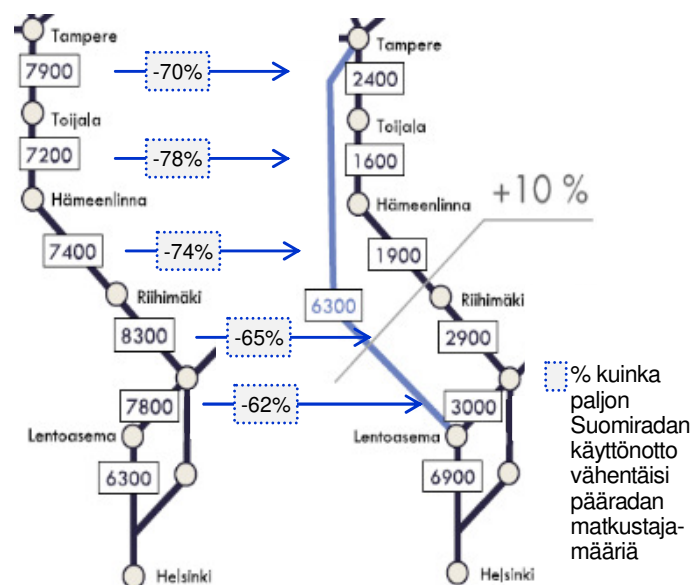 Tampere
7900
Toijala
7200
Hämeenlinna
7400
Riihimäki
8300
7800
Lentoasema
6300
Helsinki
-70%
-78%
-74%
-65%
-62%
Tampere
2400
Toijala
1600
Hämeenlinna
+10 %
1900
Riihimäki
6300
2900
3000
Lentoasema
6900
Helsinki
% kuinka
paljon
Suomiradan
käyttönotto
vähentäisi
pääradan
matkustaja-
määriä